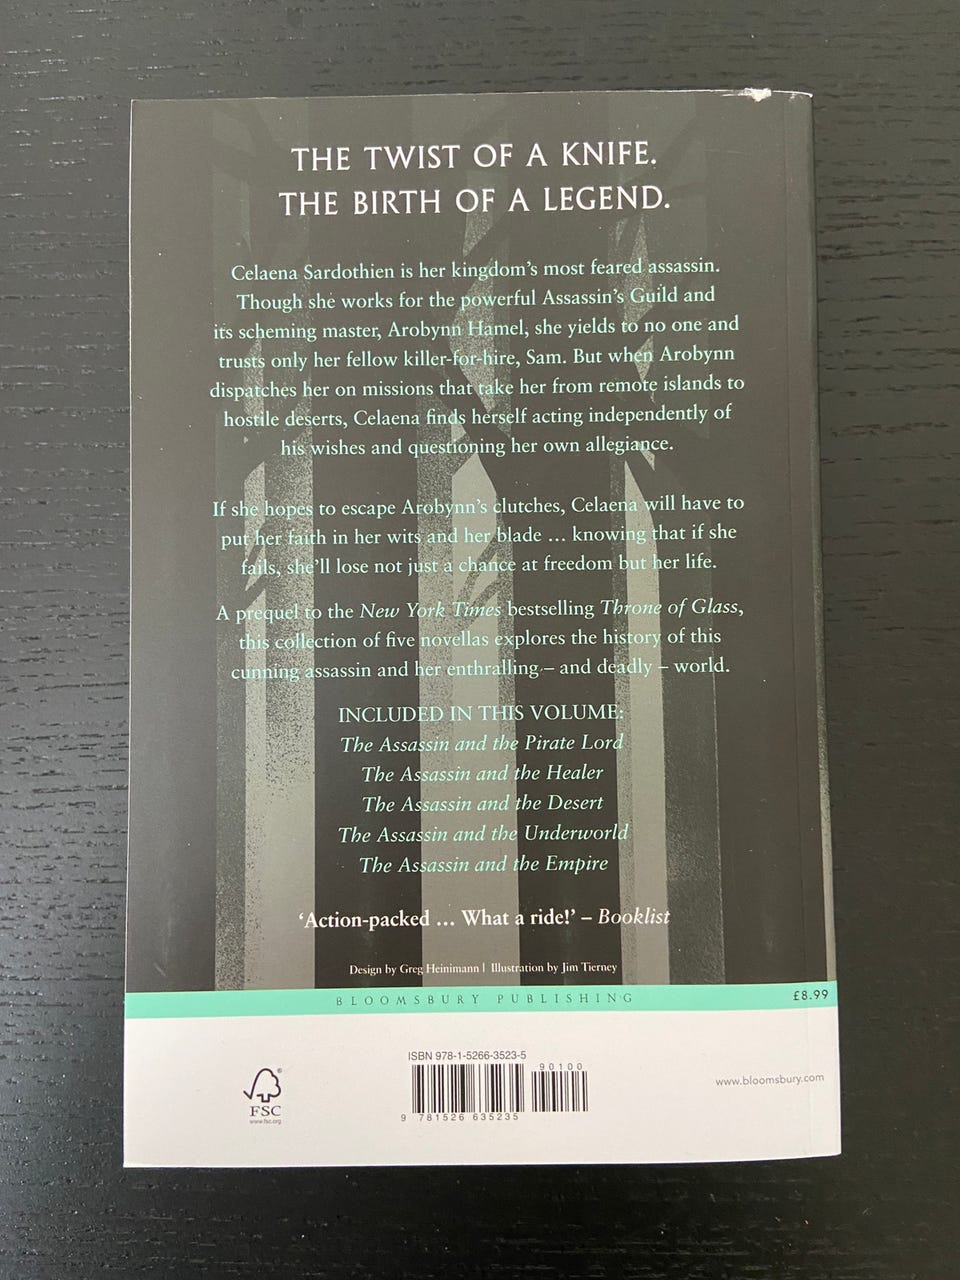 THE TWIST OF A KNIFE.
THE BIRTH OF A LEGEND.
Celaena Sardothien is her kingdom's most feared assassin.
Though she works for the powerful Assassin's Guild and
its scheming master, Arobynn Hamel, she yields to no one and
trusts only her fellow killer-for-hire, Sam. But when Arobynn
dispatches her on missions that take her from remote islands to
hostile deserts, Celaena finds herself acting independently of
his wishes and questioning her own allegiance.
If she hopes to escape Arobynn's clutches, Celaena will have to
put her faith in her wits and her blade ... knowing that if she
fails, she'll lose not just a chance at freedom but her life.
A prequel to the New York Times bestselling Throne of Glass,
this collection of five novellas explores the history of this
cunning assassin and her enthralling – and deadly – world.
INCLUDED IN THIS VOLUME:
The Assassin and the Pirate Lord
The Assassin and the Healer
The Assassin and the Desert
The Assassin and the Underworld
The Assassin and the Empire
'Action-packed ... What a ride!' – Booklist
Design by Greg Heinimann | Illustration by Jim Tierney
BLOOMSBURY PUBLISHING
£8.99
ISBN 978-1-5266-3523-5
90100
9 781526 635235
www.bloomsbury.com
FSC
www.fsc.org